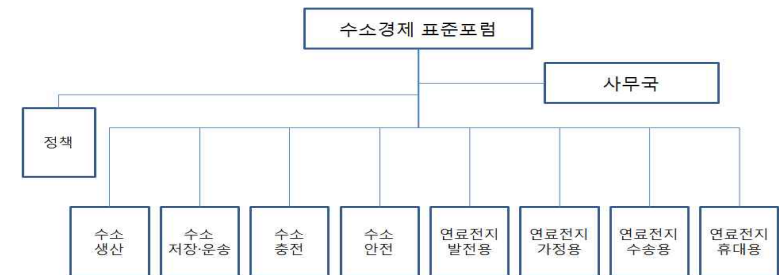 수소경제 표준포럼
사무국
정책
수소
생산
수소
저장·운송
수소
충전
수소
안전
연료전지
발전용
연료전지
가정용
연료전지
수송용
연료전지
휴대용